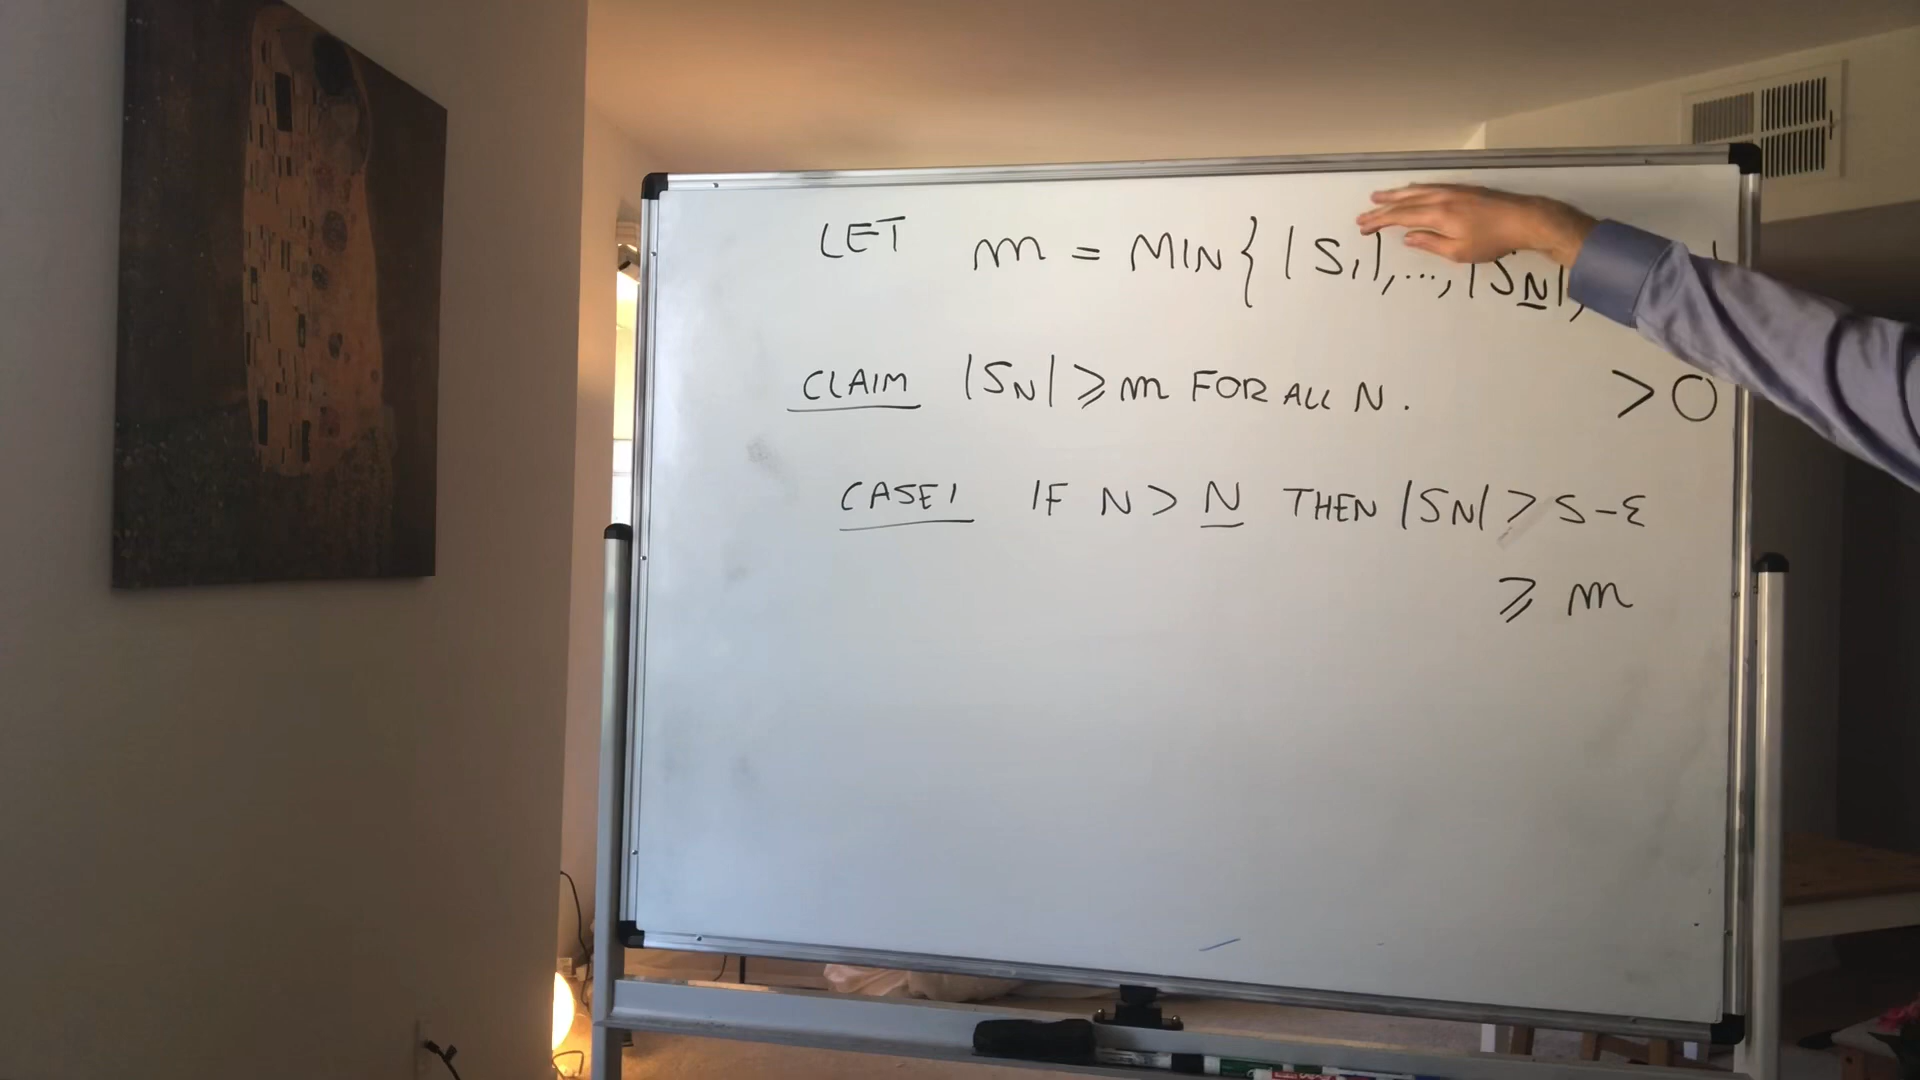 LET m = MIN { |S1|, ..., |SN|,
CLAIM |SN| ⩾ m FOR ALL N. > 0
CASE 1 IF N > N THEN |SN| > S-ε
⩾ m